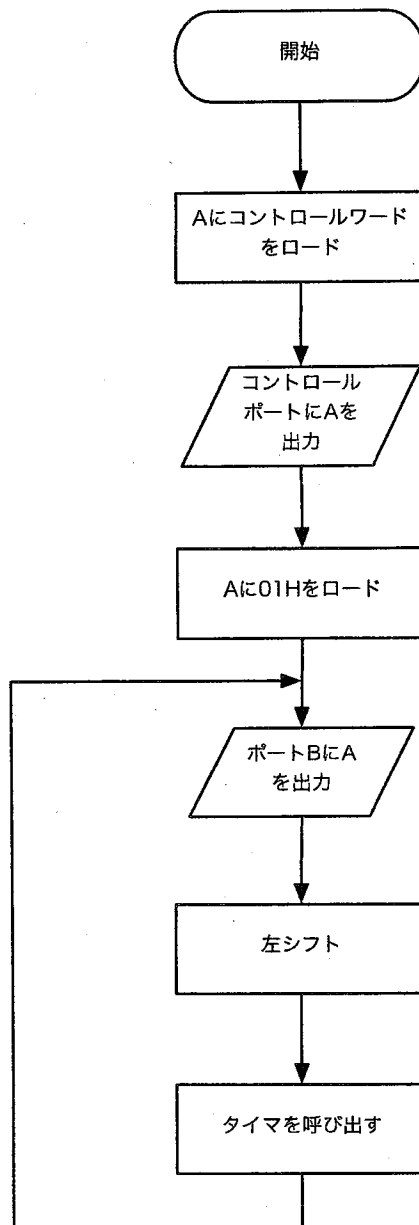 開始
Aにコントロールワード
をロード
コントロール
ポートにAを
出力
Aに01Hをロード
ポートBにA
を出力
左シフト
タイマを呼び出す